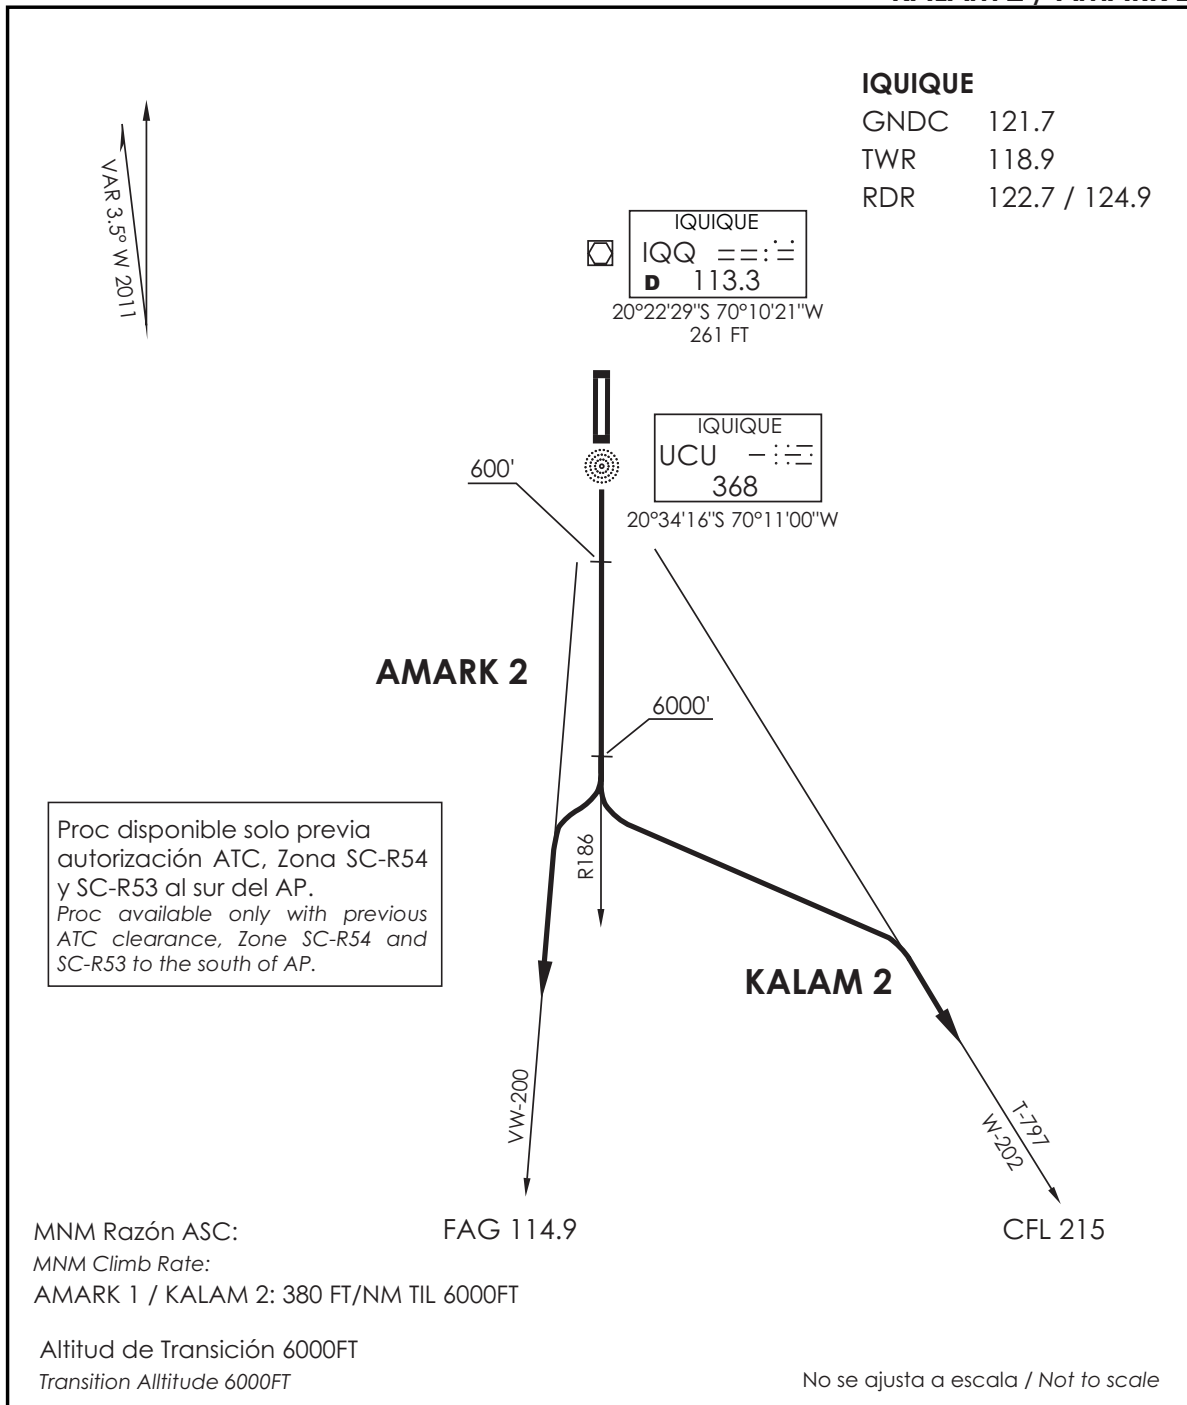 IQUIQUE
GNDC 121.7
TWR 118.9
RDR 122.7 / 124.9
VAR 3.5° W 2011
IQUIQUE
IQQ
D 113.3
20°22'29"S 70°10'21"W
261 FT
IQUIQUE
UCU
368
20°34'16"S 70°11'00"W
600'
AMARK 2
6000'
Proc disponible solo previa
autorización ATC, Zona SC-R54
y SC-R53 al sur del AP.
Proc available only with previous
ATC clearance, Zone SC-R54 and
SC-R53 to the south of AP.
R186
KALAM 2
VW-200
T-797
W-202
FAG 114.9
CFL 215
MNM Razón ASC:
MNM Climb Rate:
AMARK 1 / KALAM 2: 380 FT/NM TIL 6000FT
Altitud de Transición 6000FT
Transition Alltitude 6000FT
No se ajusta a escala / Not to scale